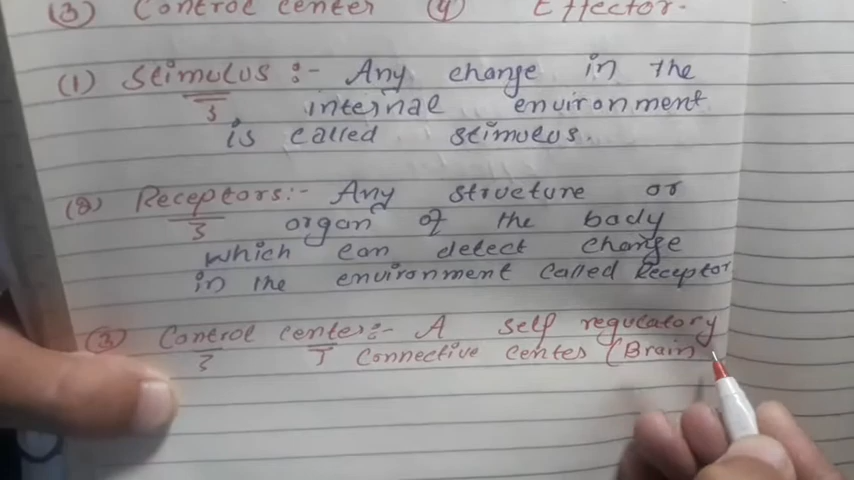 (3) Control center (4) Effector.
(1) Stimulus :- Any change in the
internal environment
is called stimulus.
(2) Receptors:- Any structure or
organ of the body
which can detect change
in the environment called Receptor
(3) Control center:- A self regulatory
Connective center (Brain